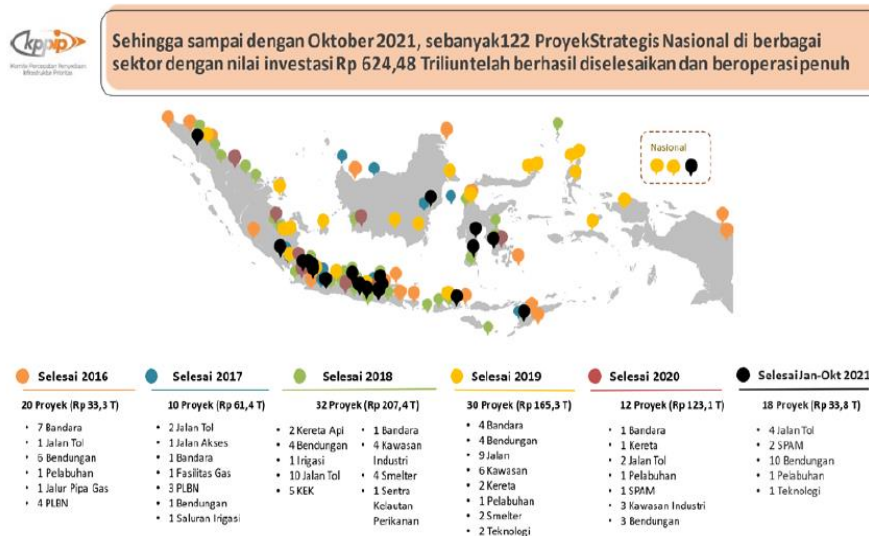 kppip
Komite Percepatan Penyediaan
Infrastruktur Prioritas
Sehingga sampai dengan Oktober 2021, sebanyak122 ProyekStrategis Nasional di berbagai
sektor dengan nilai investasi Rp 624,48 Triliuntelah berhasil diselesaikan dan beroperasi penuh
Nasional
Selesai 2016
20 Proyek (Rp 33,3 T)
• 7 Bandara
• 1 Jalan Tol
• 6 Bendungan
• 1 Pelabuhan
• 1 Jalur Pipa Gas
• 4 PLBN
Selesai 2017
10 Proyek (Rp 61,4 T)
• 2 Jalan Tol
• 1 Jalan Akses
• 1 Bandara
• 1 Fasilitas Gas
• 3 PLBN
• 1 Bendungan
• 1 Saluran Irigasi
Selesai 2018
32 Proyek (Rp 207,4 T)
• 2 Kereta Api
• 4 Bendungan
• 1 Irigasi
• 10 Jalan Tol
• 5 KEK
• 1 Bandara
• 4 Kawasan
Industri
• 4 Smelter
• 1 Sentra
Kelautan
Perikanan
Selesai 2019
30 Proyek (Rp 165,3 T)
• 4 Bandara
• 4 Bendungan
• 9 Jalan
• 6 Kawasan
• 2 Kereta
• 1 Pelabuhan
• 2 Smelter
• 2 Teknologi
Selesai 2020
12 Proyek (Rp 123,1 T)
• 1 Bandara
• 1 Kereta
• 2 Jalan Tol
• 1 Pelabuhan
• 1 SPAM
• 3 Kawasan Industri
• 3 Bendungan
SelesaiJan-Okt 2021
18 Proyek (Rp 33,8 T)
• 4 Jalan Tol
• 2 SPAM
• 10 Bendungan
• 1 Pelabuhan
• 1 Teknologi